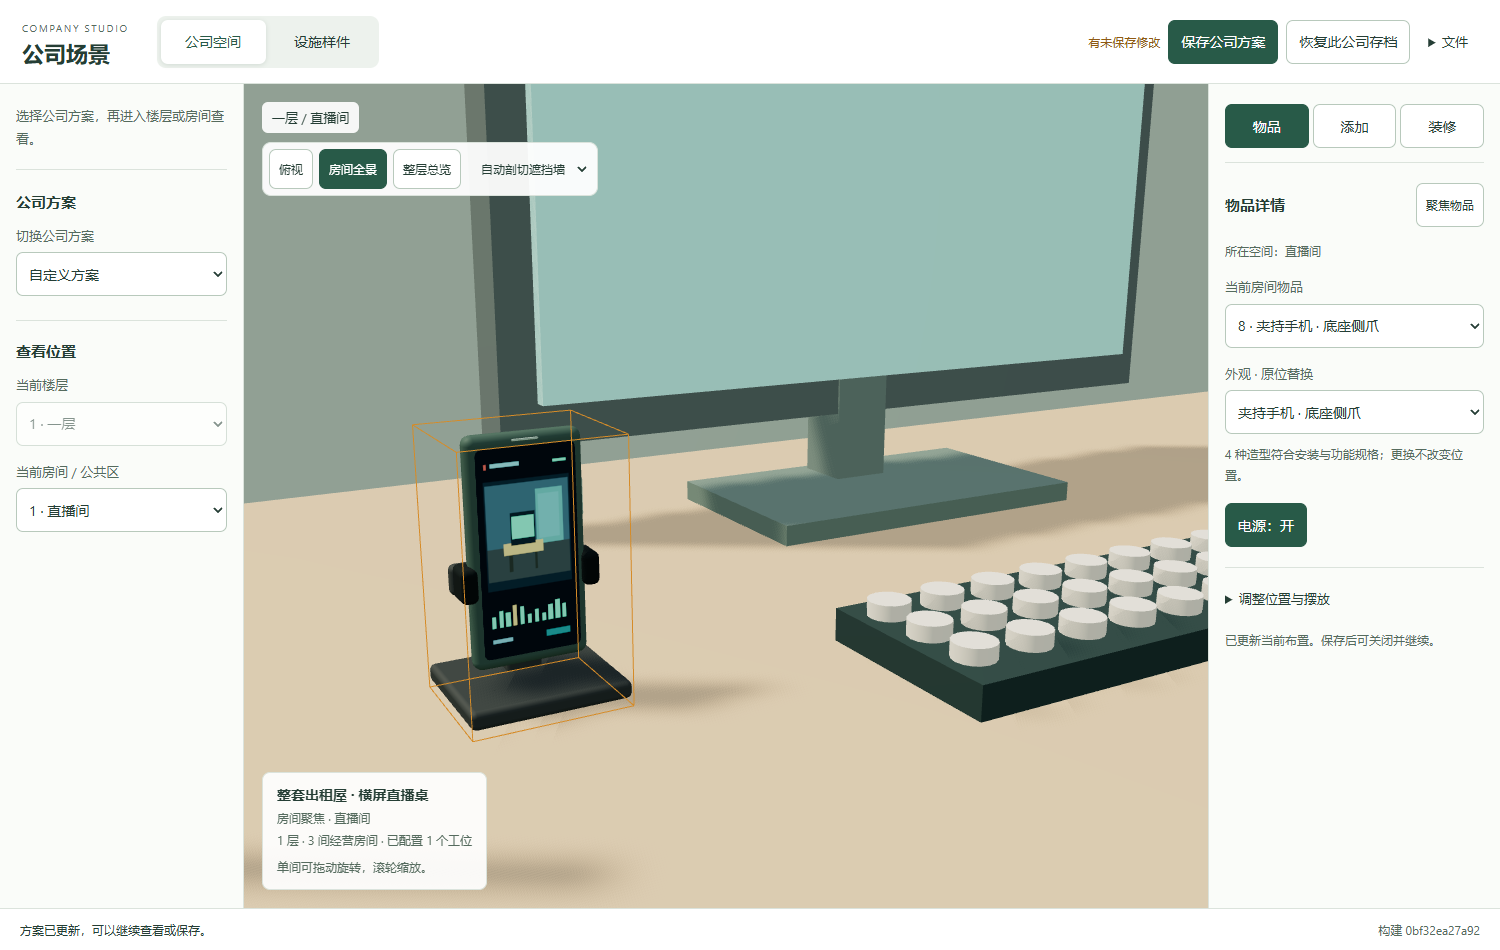 COMPANY STUDIO
公司场景
公司空间
设施样件
有未保存修改
保存公司方案
恢复此公司存档
文件
选择公司方案，再进入楼层或房间查
看。
公司方案
切换公司方案
自定义方案
查看位置
当前楼层
1 · 一层
当前房间 / 公共区
1 · 直播间
一层 / 直播间
俯视
房间全景
整层总览
自动剖切遮挡墙
整套出租屋 · 横屏直播桌
房间聚焦 · 直播间
1 层 · 3 间经营房间 · 已配置 1 个工位
单间可拖动旋转，滚轮缩放。
物品
添加
装修
物品详情
聚焦物品
所在空间：直播间
当前房间物品
8 · 夹持手机 · 底座侧爪
外观 · 原位替换
夹持手机 · 底座侧爪
4 种造型符合安装与功能规格；更换不改变位
置。
电源：开
调整位置与摆放
已更新当前布置。保存后可关闭并继续。
方案已更新，可以继续查看或保存。
构建 0bf32ea27a92